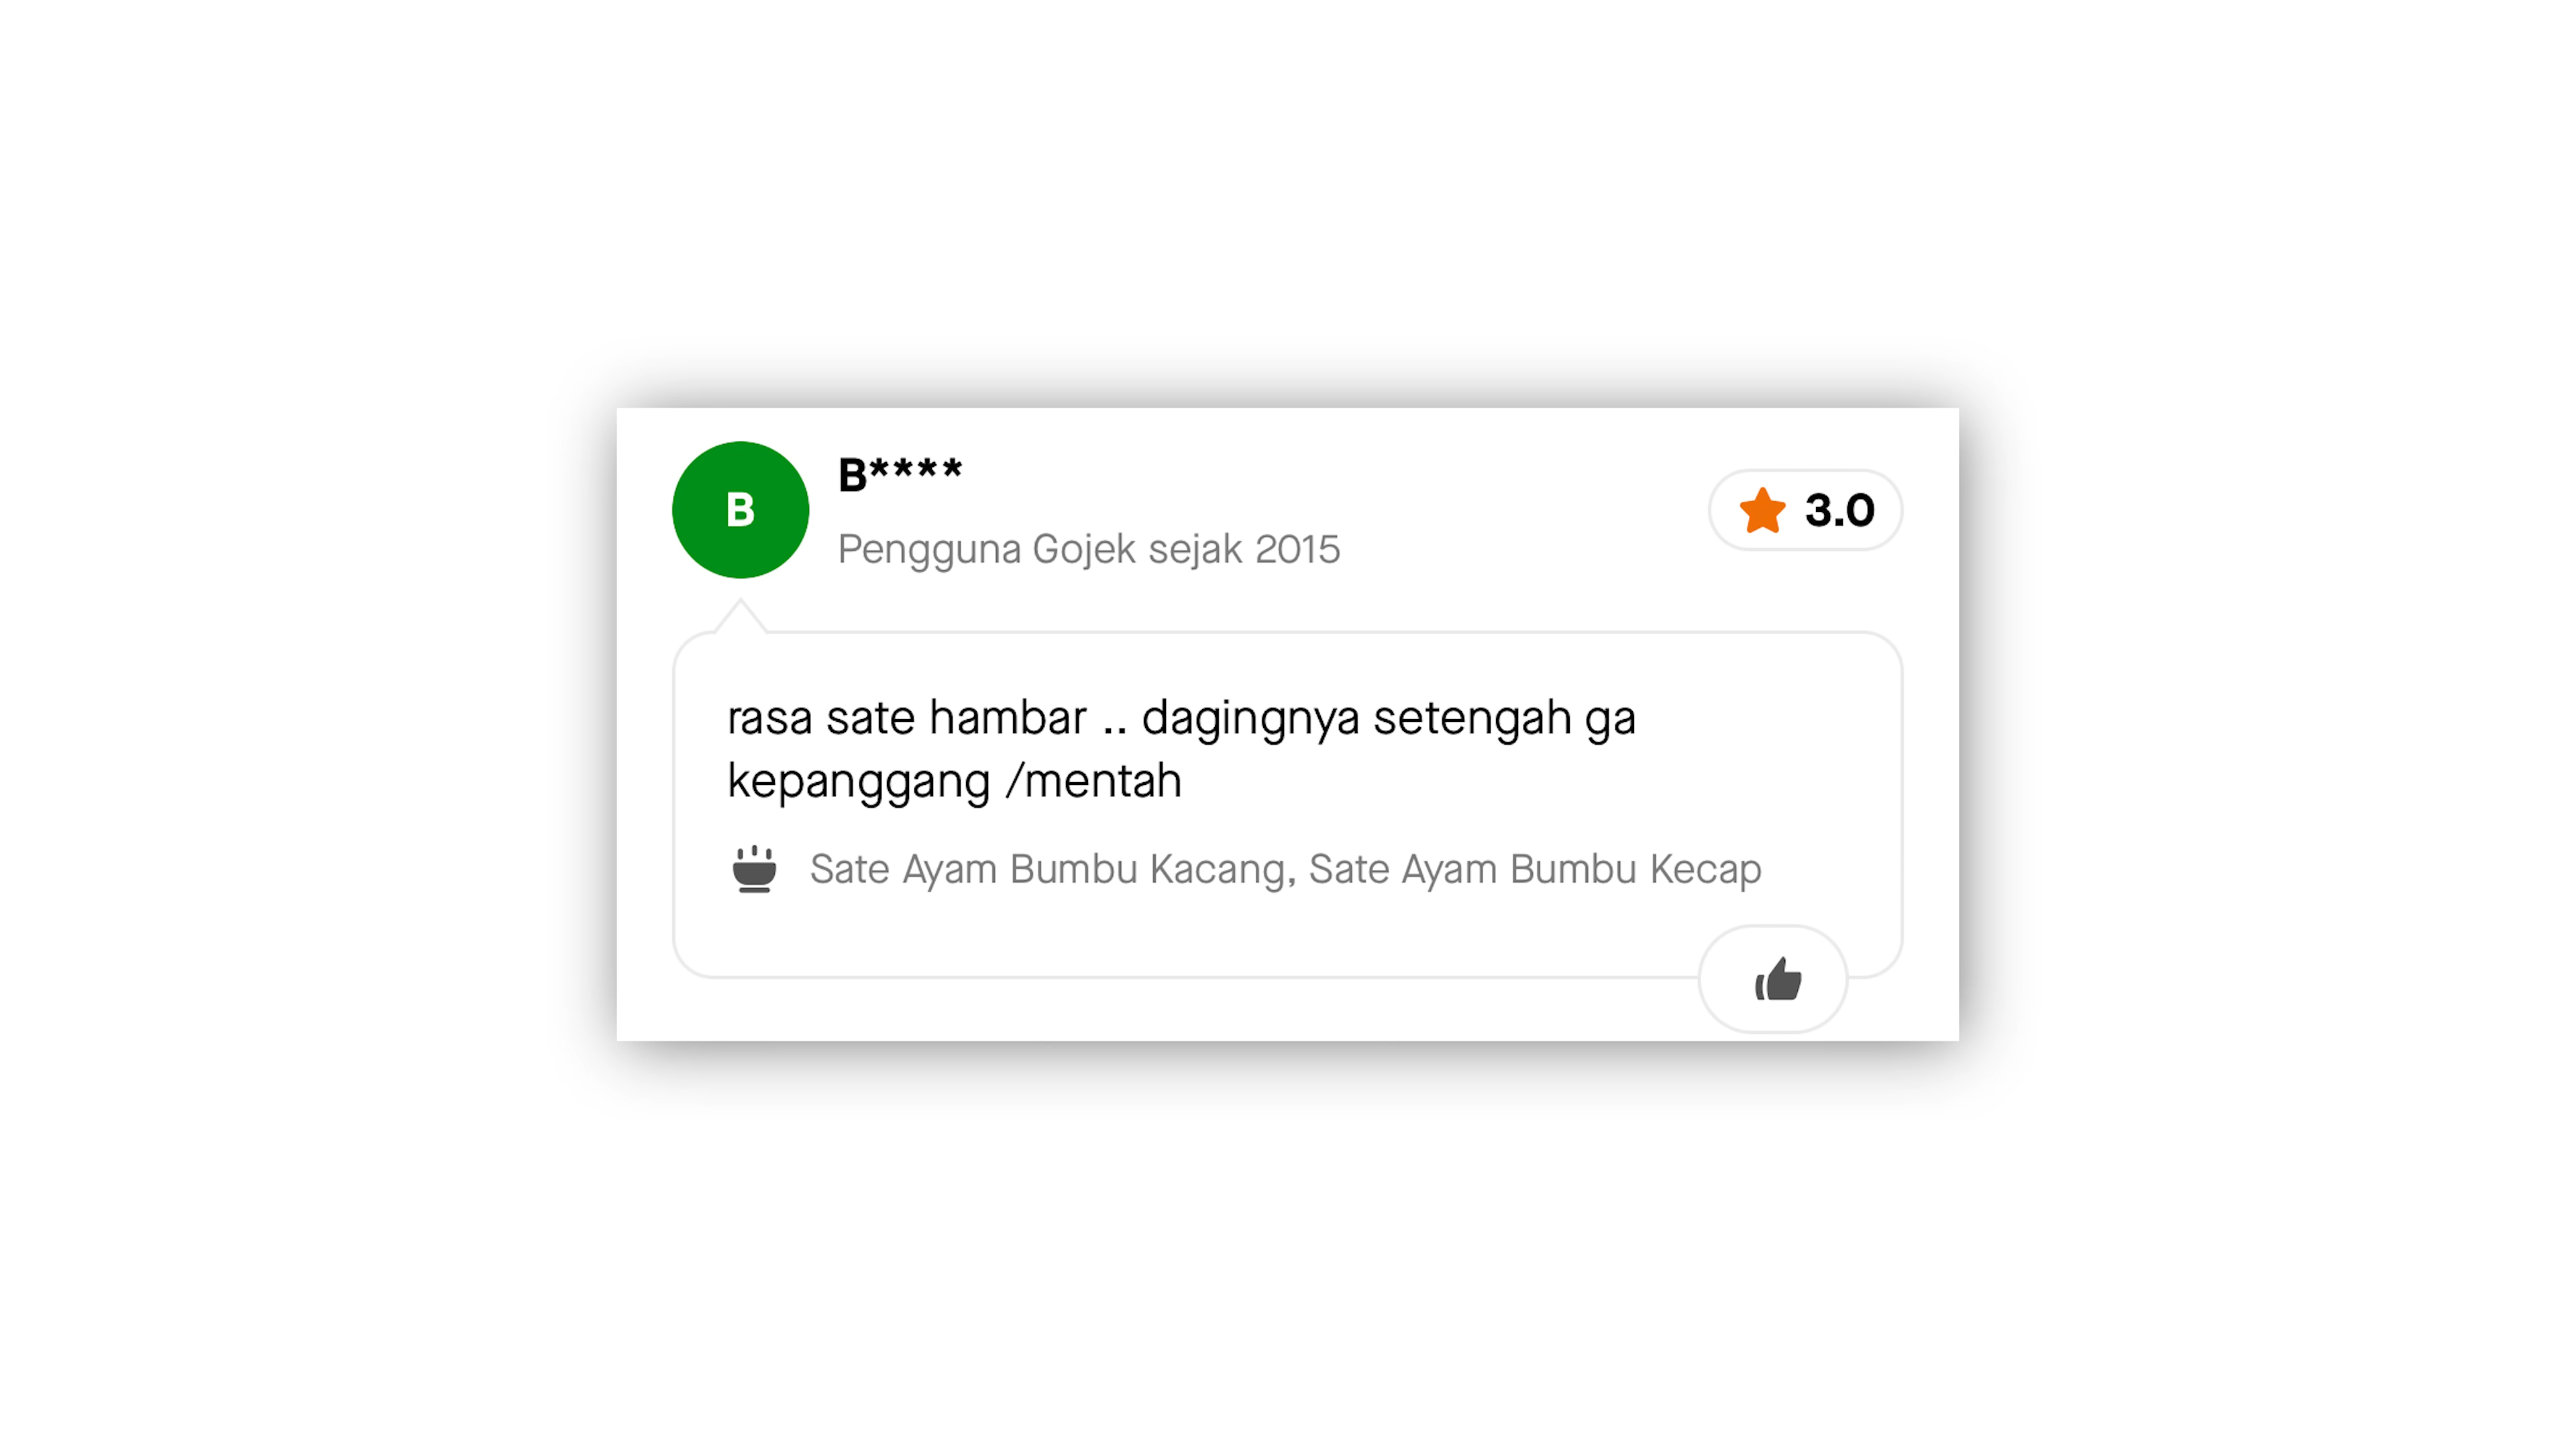 B
B****
Pengguna Gojek sejak 2015
3.0
rasa sate hambar .. dagingnya setengah ga
kepanggang /mentah
Sate Ayam Bumbu Kacang, Sate Ayam Bumbu Kecap